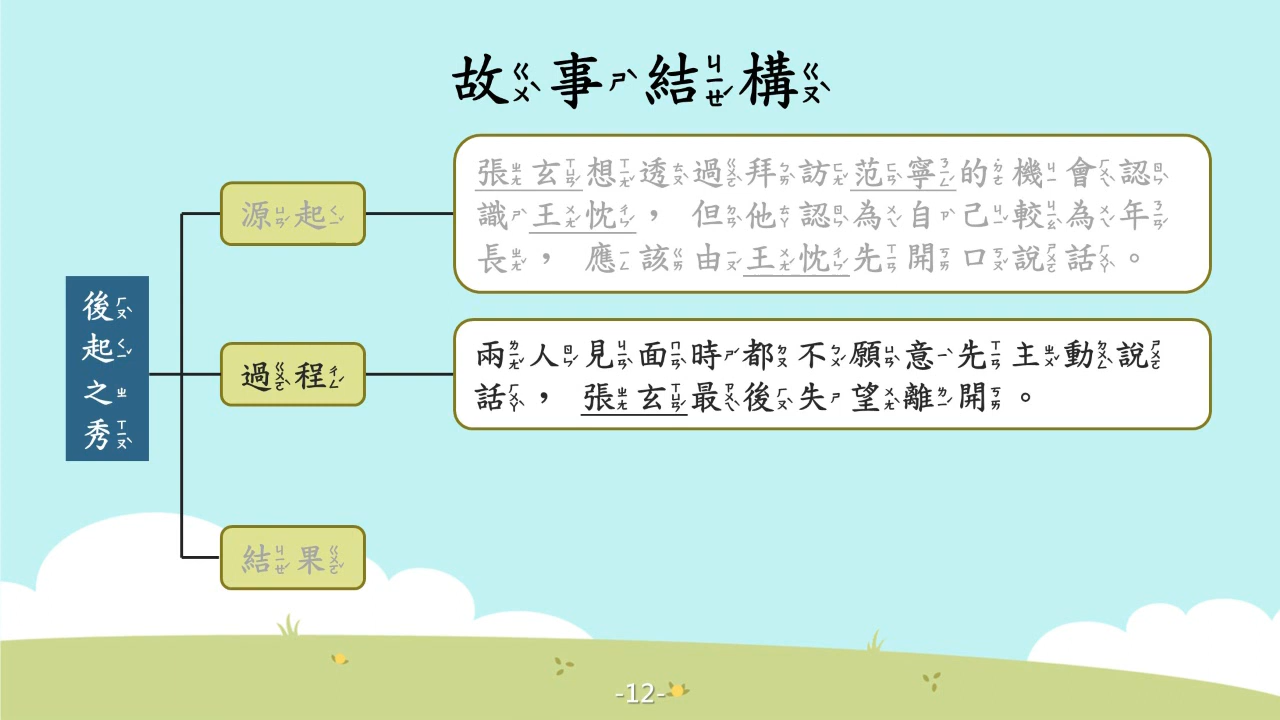 故事結構
源起
張玄想透過拜訪范寧的機會認
識王忱，但他認為自己較為年
長，應該由王忱先開口說話。
後起之秀
過程
兩人見面時都不願意先主動說
話，張玄最後失望離開。
結果
-12-